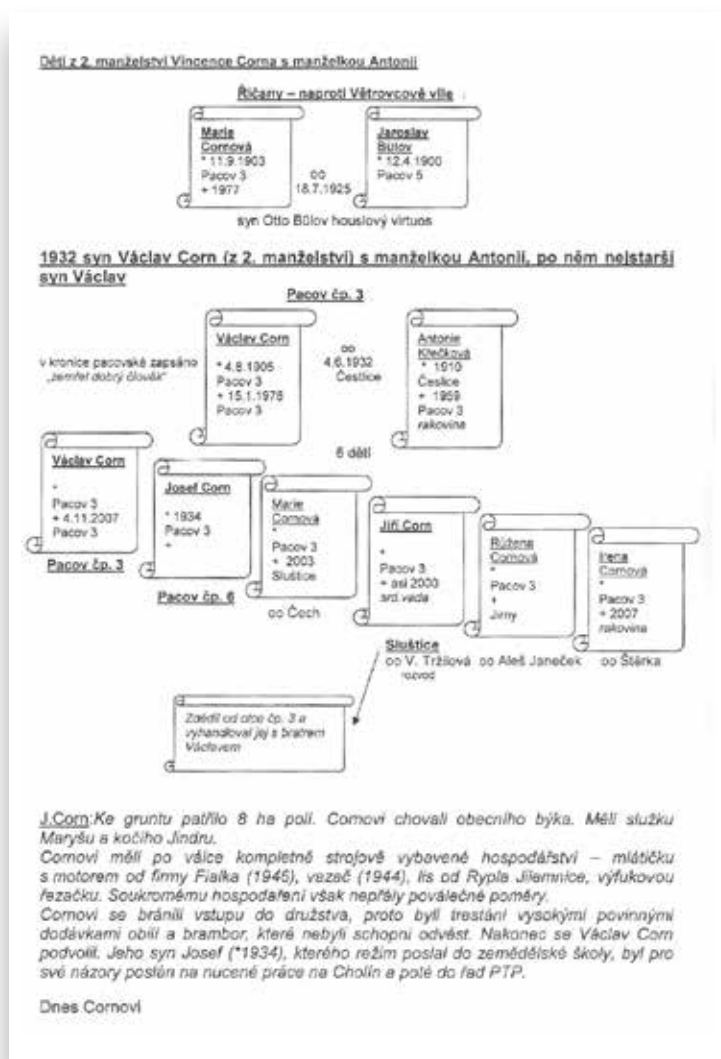 Děti z 2. manželství Vincence Corna s manželkou Antonií
Říčany – naproti Větrovcově vile
Marie
Cornová
* 11.9.1903
Pacov 3
+ 1977
oo
18.7.1925
Jaroslav
Bülov
* 12.4.1900
Pacov 5
syn Otto Bülov houslový virtuos
1932 syn Václav Corn (z 2. manželství) s manželkou Antonií, po něm nejstarší
syn Václav
Pacov čp. 3
v kronice pacovské zapsáno
„zemřel dobrý člověk"
Václav Corn
* 4.8.1905
Pacov 3
+ 15.1.1978
Pacov 3
oo
4.6.1932
Čestlice
Antonie
Křečková
* 1910
Česlice
+ 1959
Pacov 3
rakovina
6 dětí
Václav Corn
*
Pacov 3
+ 4.11.2007
Pacov 3
Pacov čp. 3
Josef Corn
* 1934
Pacov 3
+
Pacov čp. 6
Marie
Cornová
*
Pacov 3
+ 2003
Sluštice
oo Čech
Jiří Corn
*
Pacov 3
+ asi 2000
srd.vada
Sluštice
oo V. Tržilová
rozvod
Růžena
Cornová
*
Pacov 3
+
Jirny
oo Aleš Janeček
Irena
Cornová
*
Pacov 3
+ 2007
rakovina
oo Štěrka
Zdědil od otce čp. 3 a
vyhandloval jej s bratrem
Václavem
J.Corn:Ke gruntu patřilo 8 ha polí. Cornovi chovali obecního býka. Měli služku
Maryšu a kočího Jindru.
Cornovi měli po válce kompletně strojově vybavené hospodářství – mlátičku
s motorem od firmy Fialka (1945), vazač (1944), lis od Rypla Jilemnice, výfukovou
řezačku. Soukromému hospodaření však nepřály poválečné poměry.
Cornovi se bránili vstupu do družstva, proto byli trestáni vysokými povinnými
dodávkami obilí a brambor, které nebyli schopni odvést. Nakonec se Václav Corn
podvolil. Jeho syn Josef (*1934), kterého režim poslal do zemědělské školy, byl pro
své názory poslán na nucené práce na Cholín a poté do řad PTP.
Dnes Cornovi